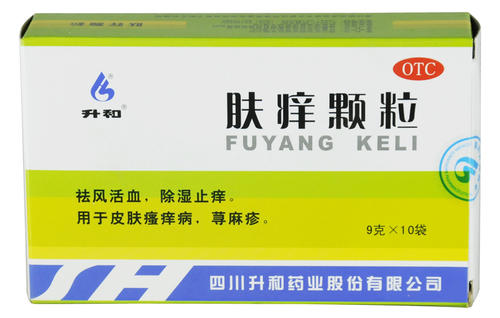 OTC
升和®
肤痒颗粒
FUYANG KELI
祛风活血，除湿止痒。
用于皮肤瘙痒病，荨麻疹。
9克×10袋
四川升和药业股份有限公司